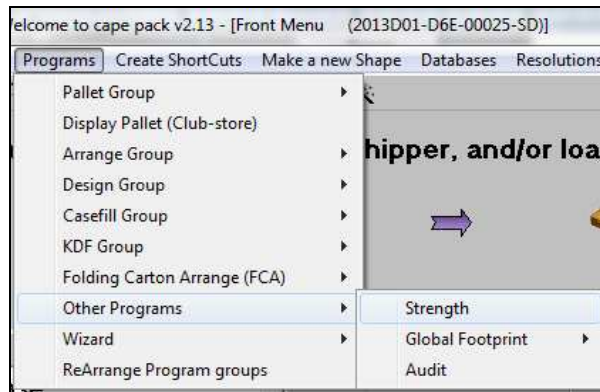 elcome to cape pack v2.13 - [Front Menu (2013D01-D6E-00025-SD)]
Programs Create ShortCuts Make a new Shape Databases Resolutions
Pallet Group
Display Pallet (Club-store)
Arrange Group
hipper, and/or loa
Design Group
Casefill Group
KDF Group
Folding Carton Arrange (FCA)
Other Programs
Strength
Wizard
Global Footprint
ReArrange Program groups
Audit